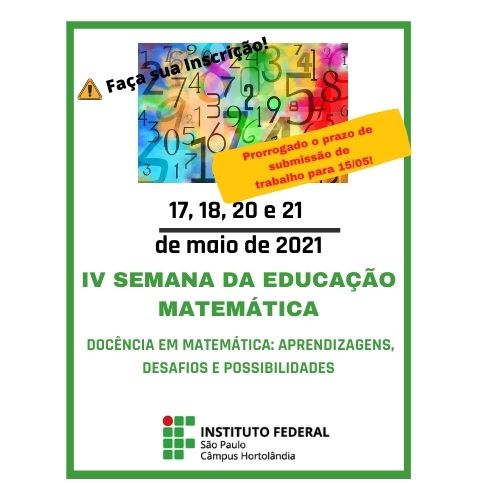 Faça sua Inscrição!
Prorrogado o prazo de
submissão de
trabalho para 15/05!
17, 18, 20 e 21
de maio de 2021
IV SEMANA DA EDUCAÇÃO
MATEMÁTICA
DOCÊNCIA EM MATEMÁTICA: APRENDIZAGENS,
DESAFIOS E POSSIBILIDADES
INSTITUTO FEDERAL
São Paulo
Câmpus Hortolândia